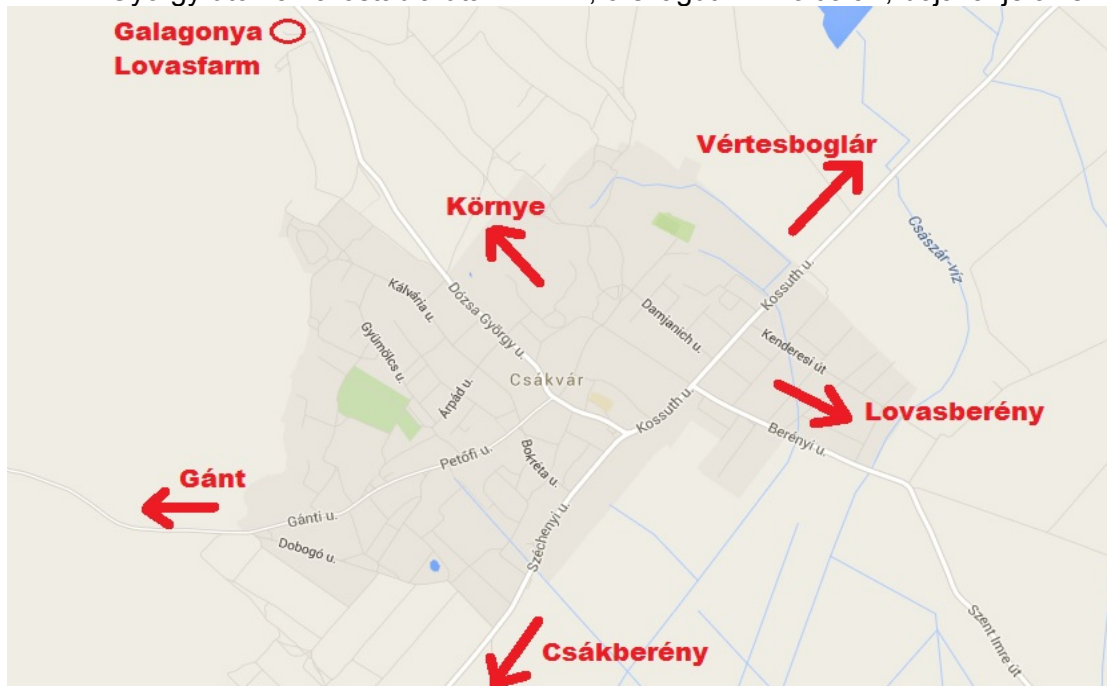 Galagonya
Lovasfarm
Vértesboglár
Környe
Császár-víz
Kossuth u.
Kálvária u.
Dózsa György u.
Damjanich u.
Gyümölcs u.
Kenderesi út
Csákvár
Árpád u.
Kossuth u.
Lovasberény
Berényi u.
Petőfi u.
Bokréta u.
Gánt
Gánti u.
Dobogó u.
Széchenyi u.
Szent Imre út
Csákberény